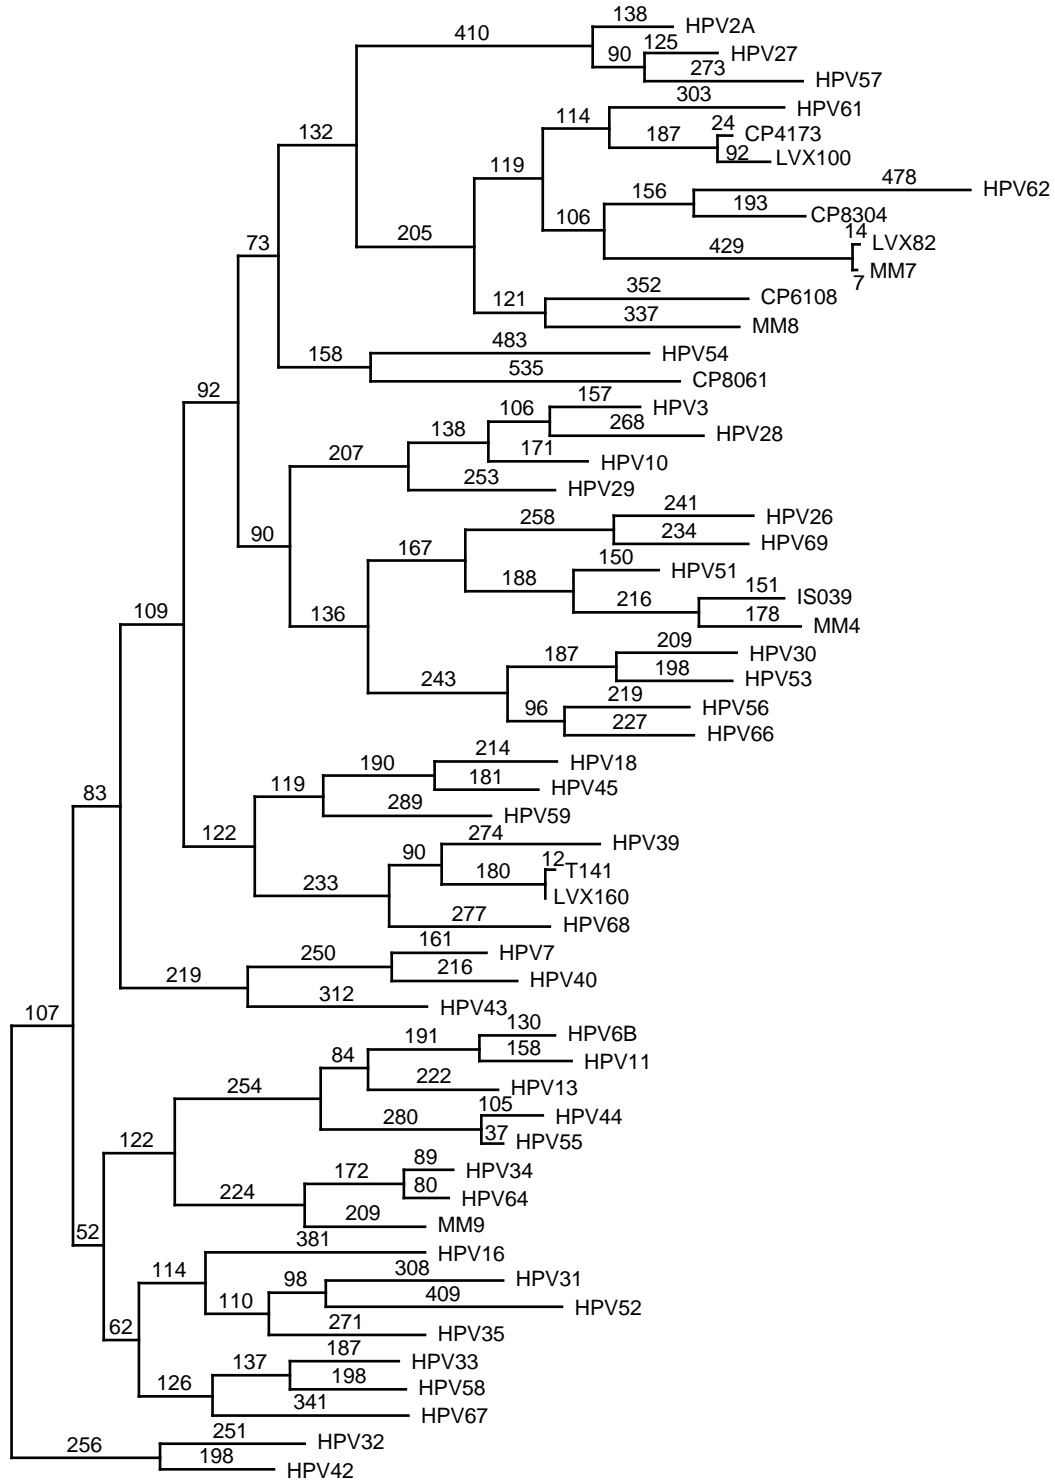 138 HPV2A
410
125 HPV27
90
273 HPV57
303 HPV61
114
24 CP4173
132
187
92 LVX100
119
478 HPV62
156
193 CP8304
106
14 LVX82
205
73
429
MM7
7
352 CP6108
121
337 MM8
483 HPV54
158
535 CP8061
92
157 HPV3
106
268 HPV28
138
171 HPV10
207
253 HPV29
241 HPV26
258
234 HPV69
90
167
150 HPV51
188
151 IS039
216
178 MM4
109
136
209 HPV30
187
198 HPV53
243
219 HPV56
96
227 HPV66
214 HPV18
190
181 HPV45
119
289 HPV59
83
122
274 HPV39
90
12 T141
180
233
LVX160
277 HPV68
161 HPV7
250
216 HPV40
219
312 HPV43
107
130 HPV6B
191
158 HPV11
84
222 HPV13
254
105 HPV44
280
37 HPV55
122
89 HPV34
172
80 HPV64
224
209 MM9
52
381 HPV16
114
308 HPV31
98
409 HPV52
110
271 HPV35
62
187 HPV33
137
198 HPV58
126
341 HPV67
251 HPV32
256
198 HPV42